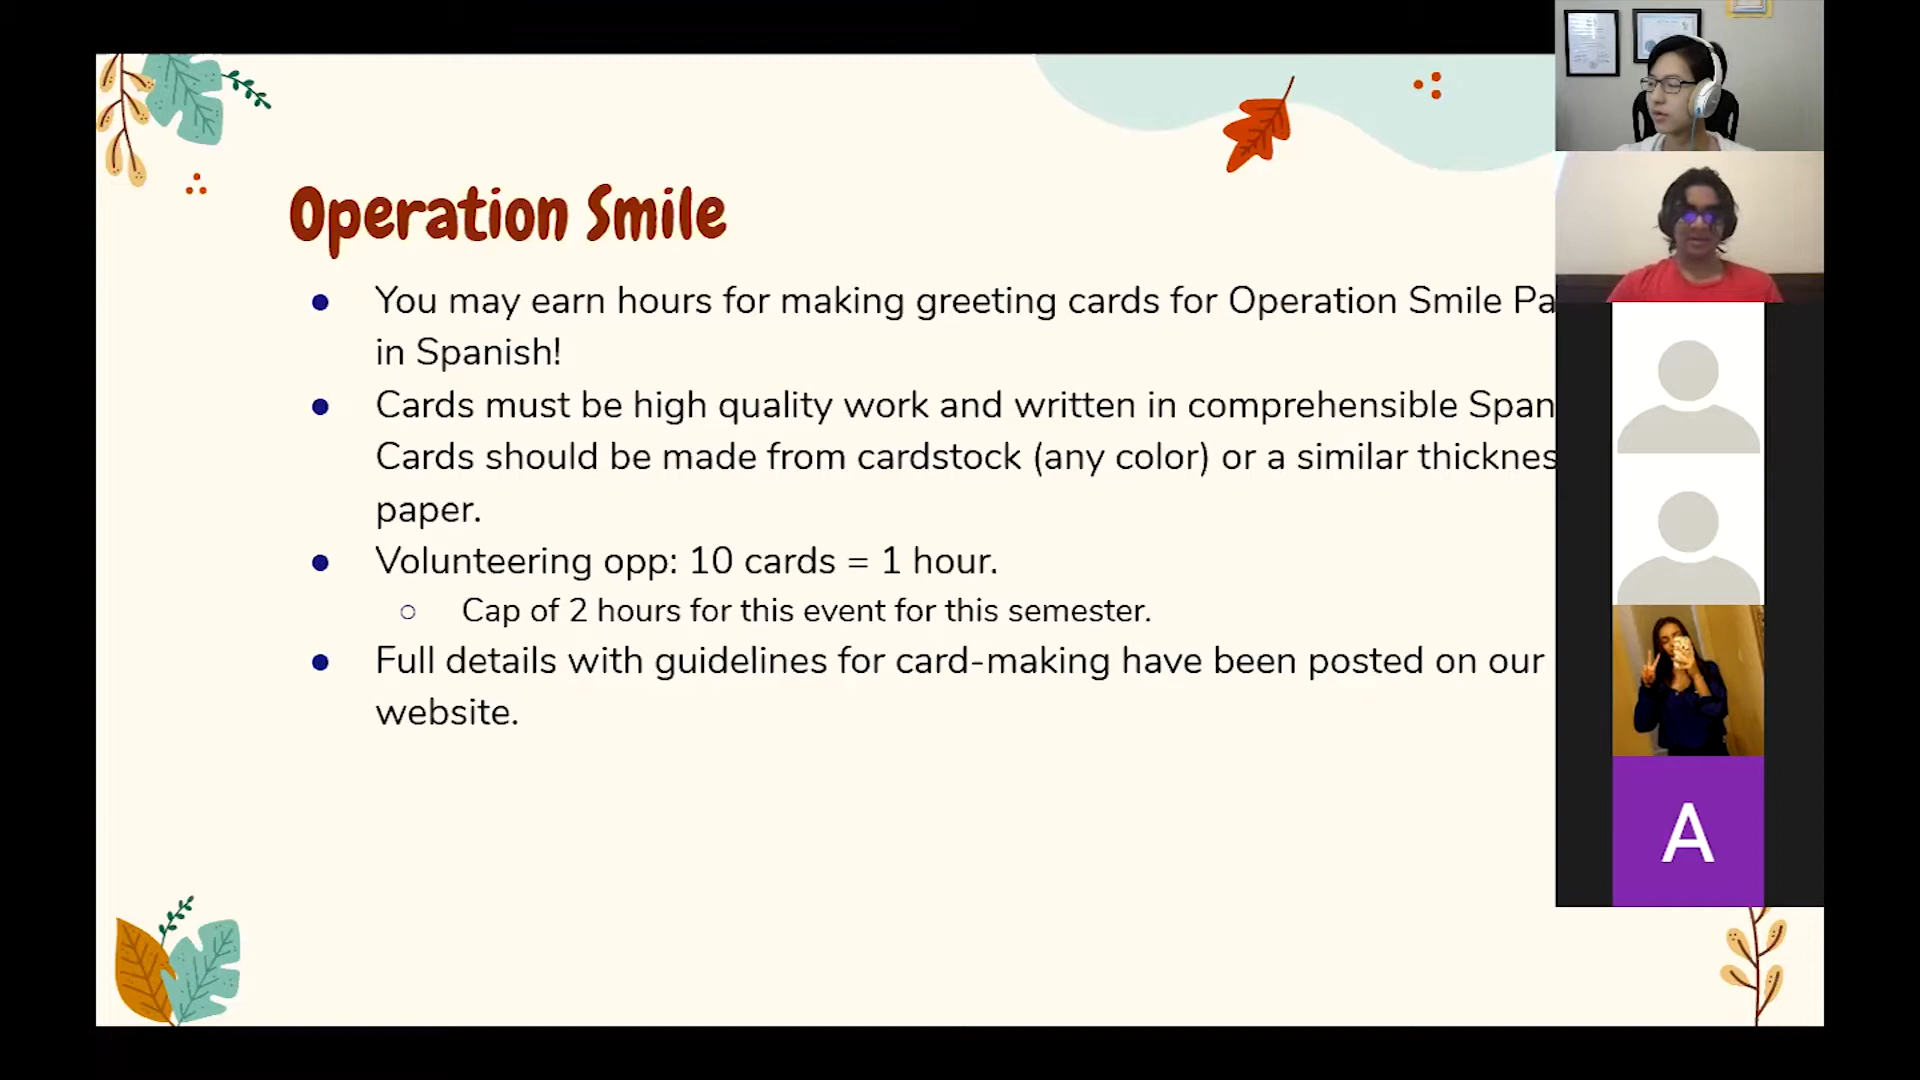 Operation Smile
You may earn hours for making greeting cards for Operation Smile
in Spanish!
Cards must be high quality work and written in comprehensible
Cards should be made from cardstock (any color) or a similar
paper.
Volunteering opp: 10 cards = 1 hour.
Cap of 2 hours for this event for this semester.
Full details with guidelines for card-making have been posted on our
website.
A